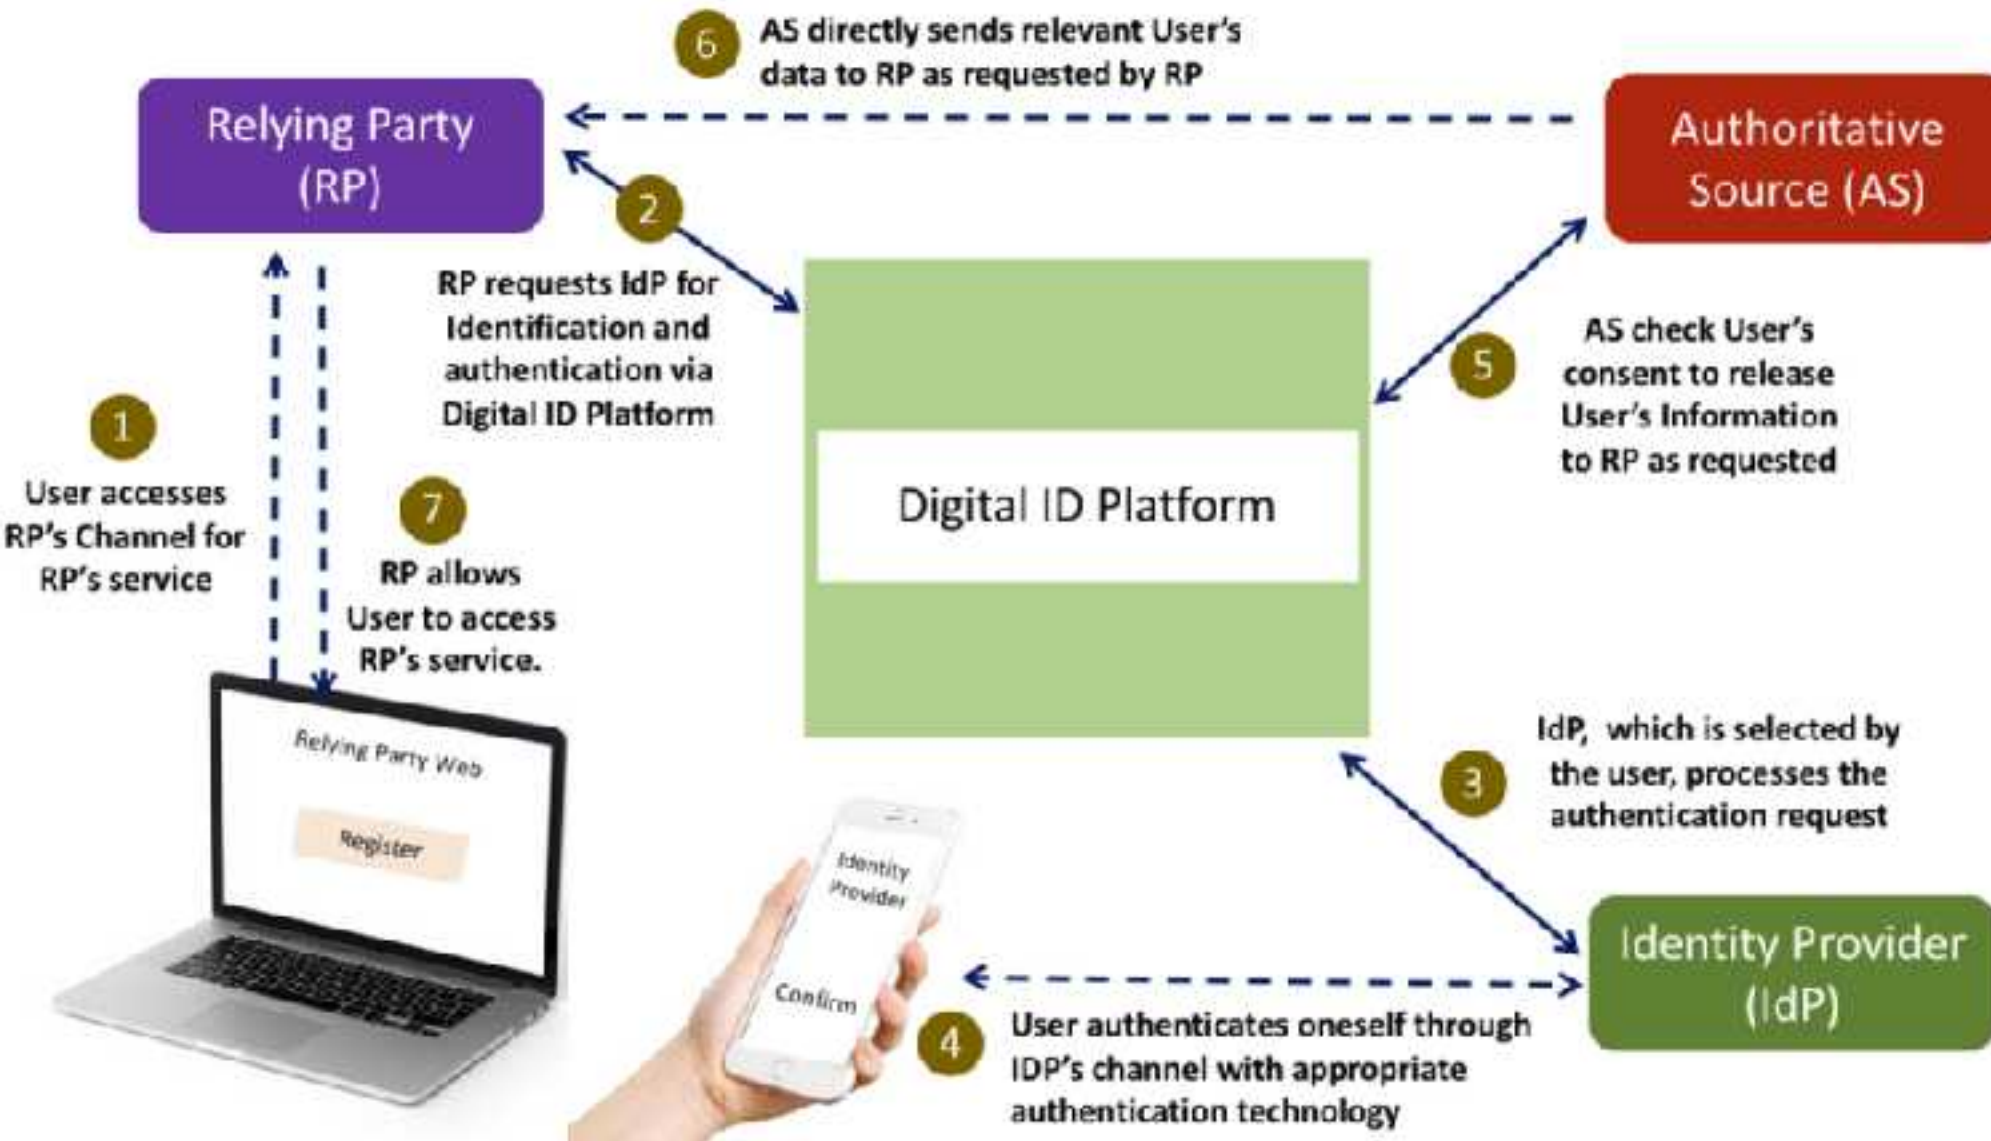 6
AS directly sends relevant User's
data to RP as requested by RP
Relying Party
(RP)
Authoritative
Source (AS)
2
RP requests IdP for
Identification and
authentication via
Digital ID Platform
5
AS check User's
consent to release
User's Information
to RP as requested
1
User accesses
RP's Channel for
RP's service
7
RP allows
User to access
RP's service.
Digital ID Platform
Relying Party Web
Register
3
IdP, which is selected by
the user, processes the
authentication request
Identity
Provider
Confirm
Identity Provider
(IdP)
4
User authenticates oneself through
IDP's channel with appropriate
authentication technology